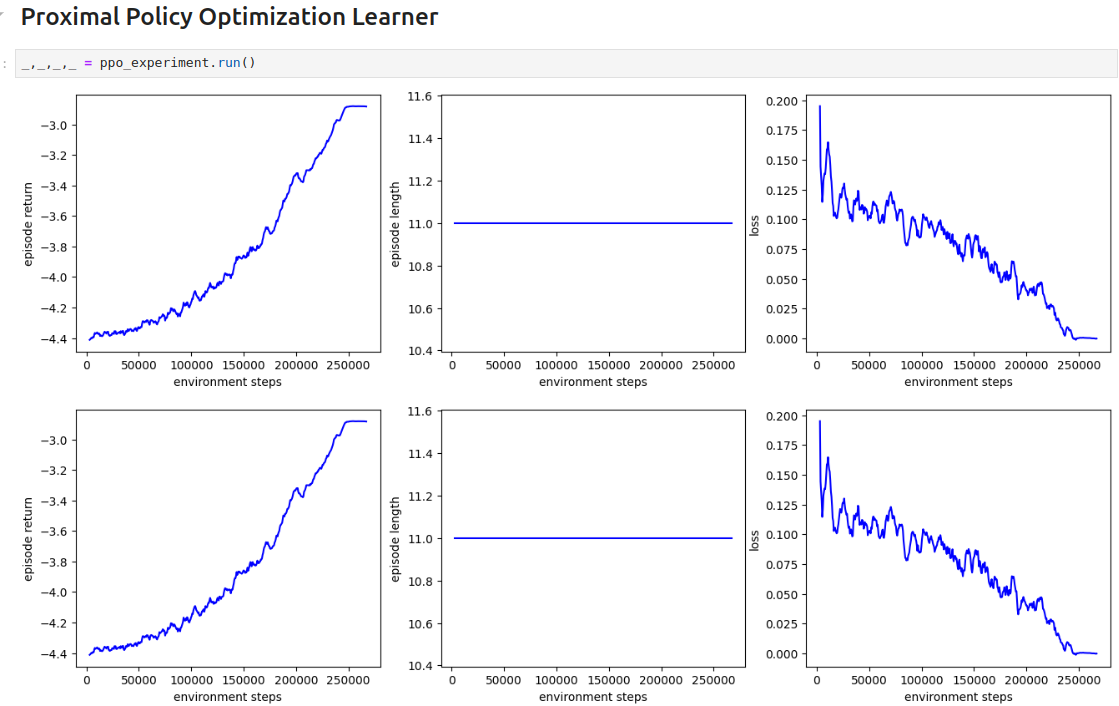 Proximal Policy Optimization Learner
: _,_,_,_ = ppo_experiment.run()
episode return
−3.0
−3.2
−3.4
−3.6
−3.8
−4.0
−4.2
−4.4
0 50000 100000 150000 200000 250000
environment steps
episode length
11.6
11.4
11.2
11.0
10.8
10.6
10.4
0 50000 100000 150000 200000 250000
environment steps
loss
0.200
0.175
0.150
0.125
0.100
0.075
0.050
0.025
0.000
0 50000 100000 150000 200000 250000
environment steps
episode return
−3.0
−3.2
−3.4
−3.6
−3.8
−4.0
−4.2
−4.4
0 50000 100000 150000 200000 250000
environment steps
episode length
11.6
11.4
11.2
11.0
10.8
10.6
10.4
0 50000 100000 150000 200000 250000
environment steps
loss
0.200
0.175
0.150
0.125
0.100
0.075
0.050
0.025
0.000
0 50000 100000 150000 200000 250000
environment steps